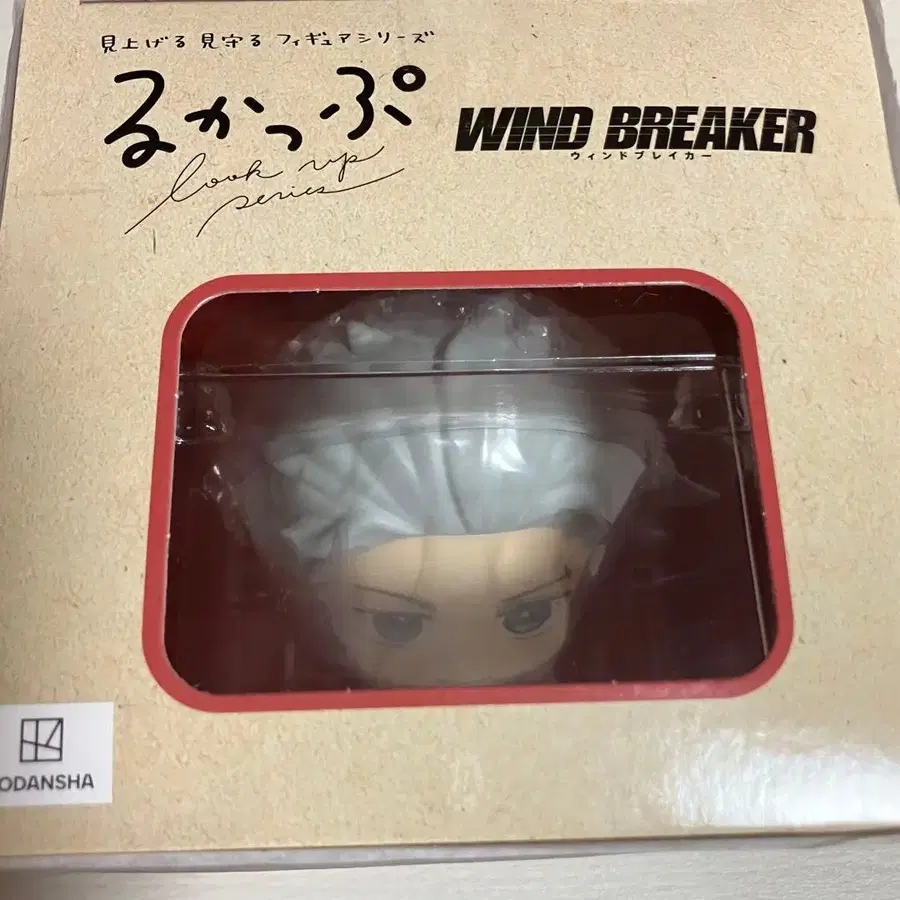 見上げる 見守る フィギュアシリーズ
るかっぷ
look up
series
WIND BREAKER
ウィンドブレイカー
ODANSHA